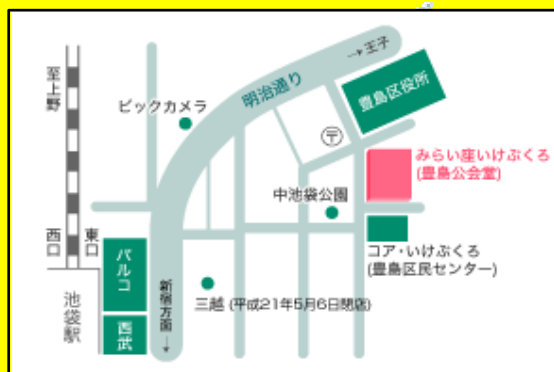 →王子
至上野
明治通り
豊島区役所
ビックカメラ
〒
みらい座いけぶくろ
(豊島公会堂)
中池袋公園
西口
東口
パルコ
コア・いけぶくろ
(豊島区民センター)
新宿方面→
三越 (平成21年5月6日閉店)
池袋駅
西武